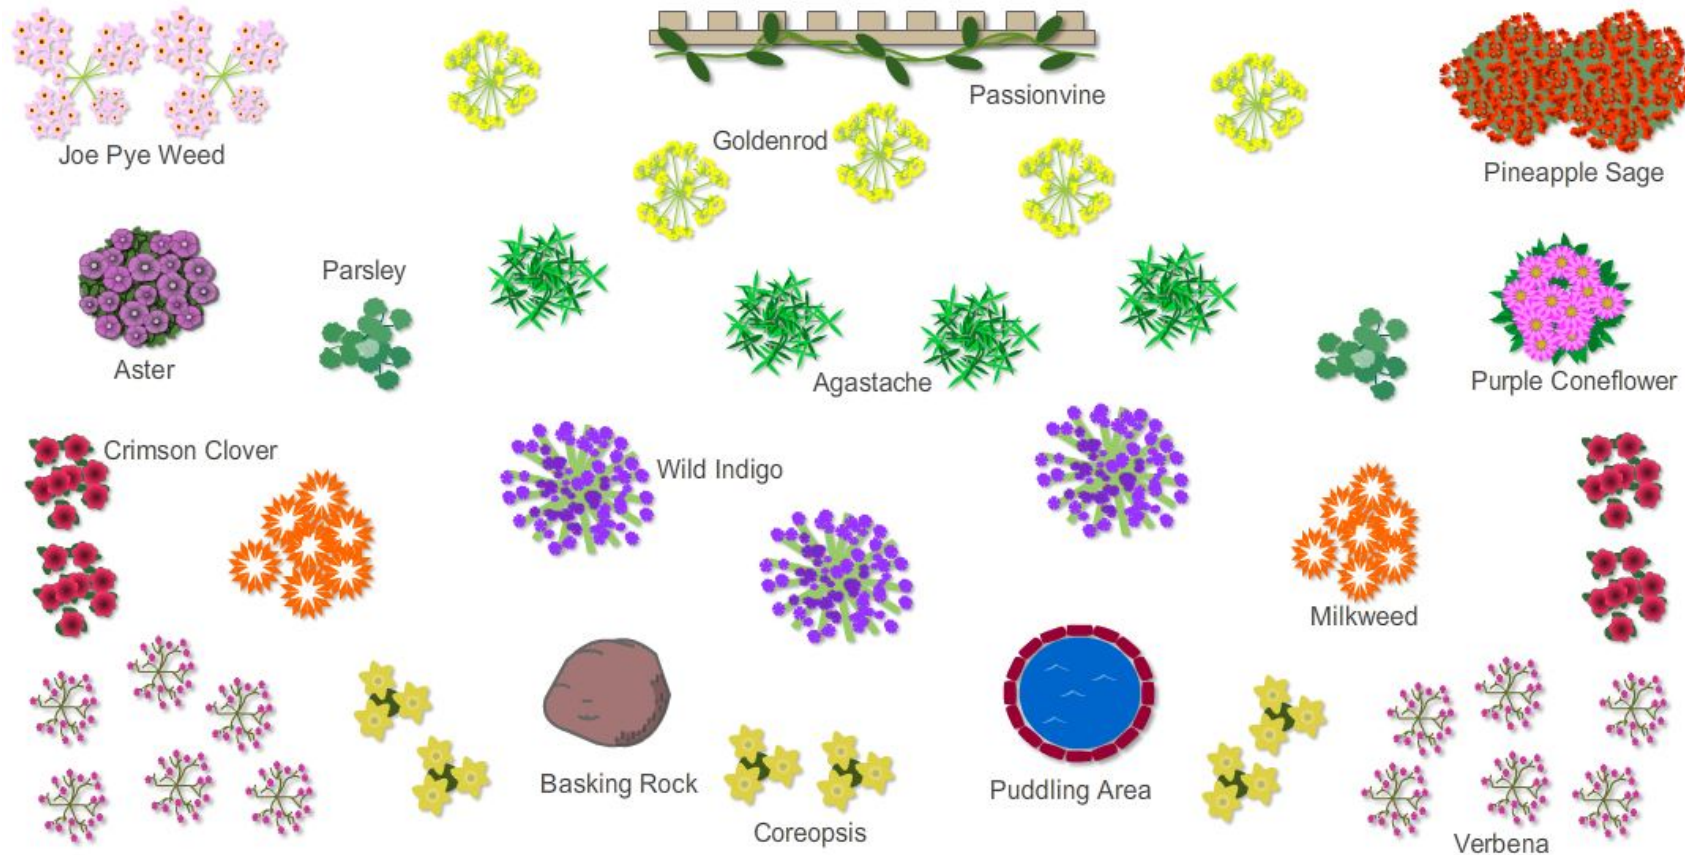 Passionvine
Goldenrod
Joe Pye Weed
Pineapple Sage
Parsley
Aster
Agastache
Purple Coneflower
Crimson Clover
Wild Indigo
Milkweed
Basking Rock
Puddling Area
Coreopsis
Verbena